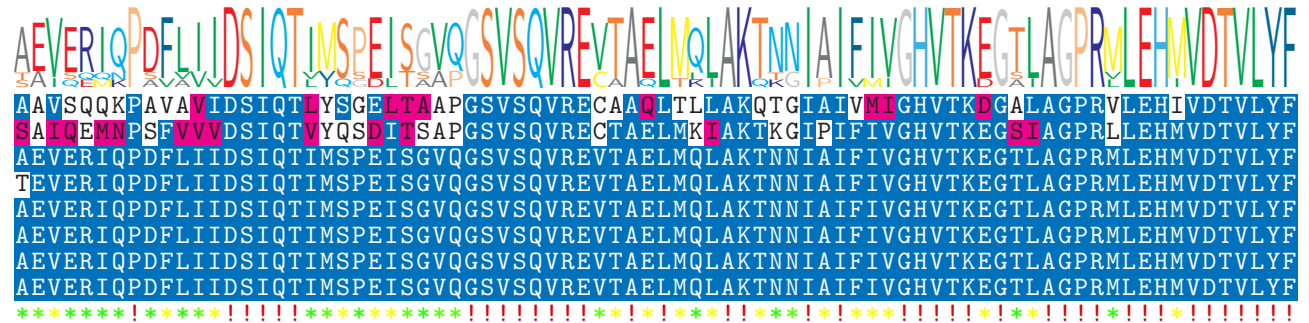 AEVERIQPDFLIIDSIQTIMSPEISGVQGSVSQVREVTAELMQLAKTNNIAIFIVGHVTKEGTLAGPRMLEHMVDTVLYF
AAVSQQKPAVAVIDSIQTLYSGELTAAPGSVSQVRECAAQLTLLAKQTGIAIVMIGHVTKDGALAGPRVLEHIVDTVLYF
SAIQEMNPSFVVVDSIQTVYQSDITSAPGSVSQVRECTAELMKIAKTKGIPIFIVGHVTKEGSIAGPRLLEHMVDTVLYF
AEVERIQPDFLIIDSIQTIMSPEISGVQGSVSQVREVTAELMQLAKTNNIAIFIVGHVTKEGTLAGPRMLEHMVDTVLYF
TEVERIQPDFLIIDSIQTIMSPEISGVQGSVSQVREVTAELMQLAKTNNIAIFIVGHVTKEGTLAGPRMLEHMVDTVLYF
AEVERIQPDFLIIDSIQTIMSPEISGVQGSVSQVREVTAELMQLAKTNNIAIFIVGHVTKEGTLAGPRMLEHMVDTVLYF
AEVERIQPDFLIIDSIQTIMSPEISGVQGSVSQVREVTAELMQLAKTNNIAIFIVGHVTKEGTLAGPRMLEHMVDTVLYF
AEVERIQPDFLIIDSIQTIMSPEISGVQGSVSQVREVTAELMQLAKTNNIAIFIVGHVTKEGTLAGPRMLEHMVDTVLYF
AEVERIQPDFLIIDSIQTIMSPEISGVQGSVSQVREVTAELMQLAKTNNIAIFIVGHVTKEGTLAGPRMLEHMVDTVLYF
*******!*****!!!!!**********!!!!!!!!**!*!***!!***!*!***!!!!!*!**!!!!*!!!*!!!!!!!